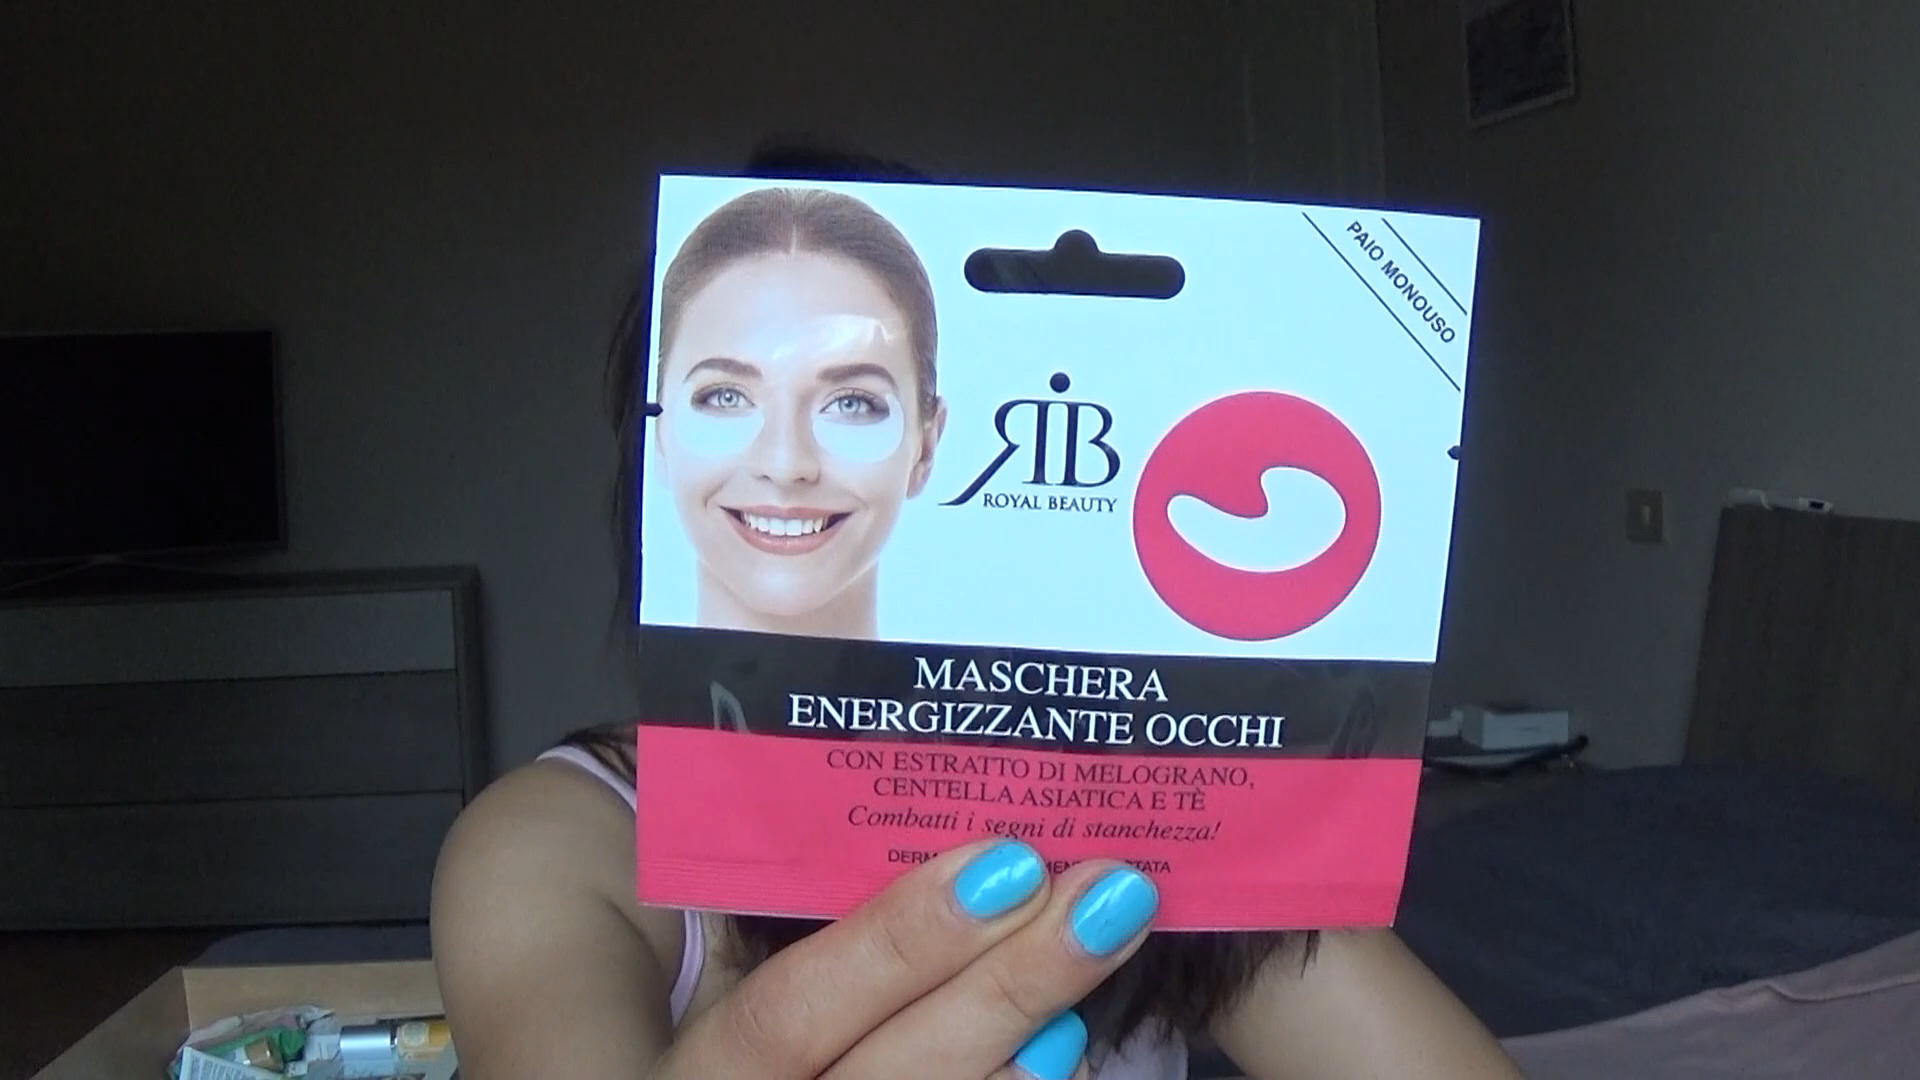 PAIO MONOUSO
RB
ROYAL BEAUTY
MASCHERA
ENERGIZZANTE OCCHI
CON ESTRATTO DI MELOGRANO,
CENTELLA ASIATICA E TÈ
Combatti i segni di stanchezza!